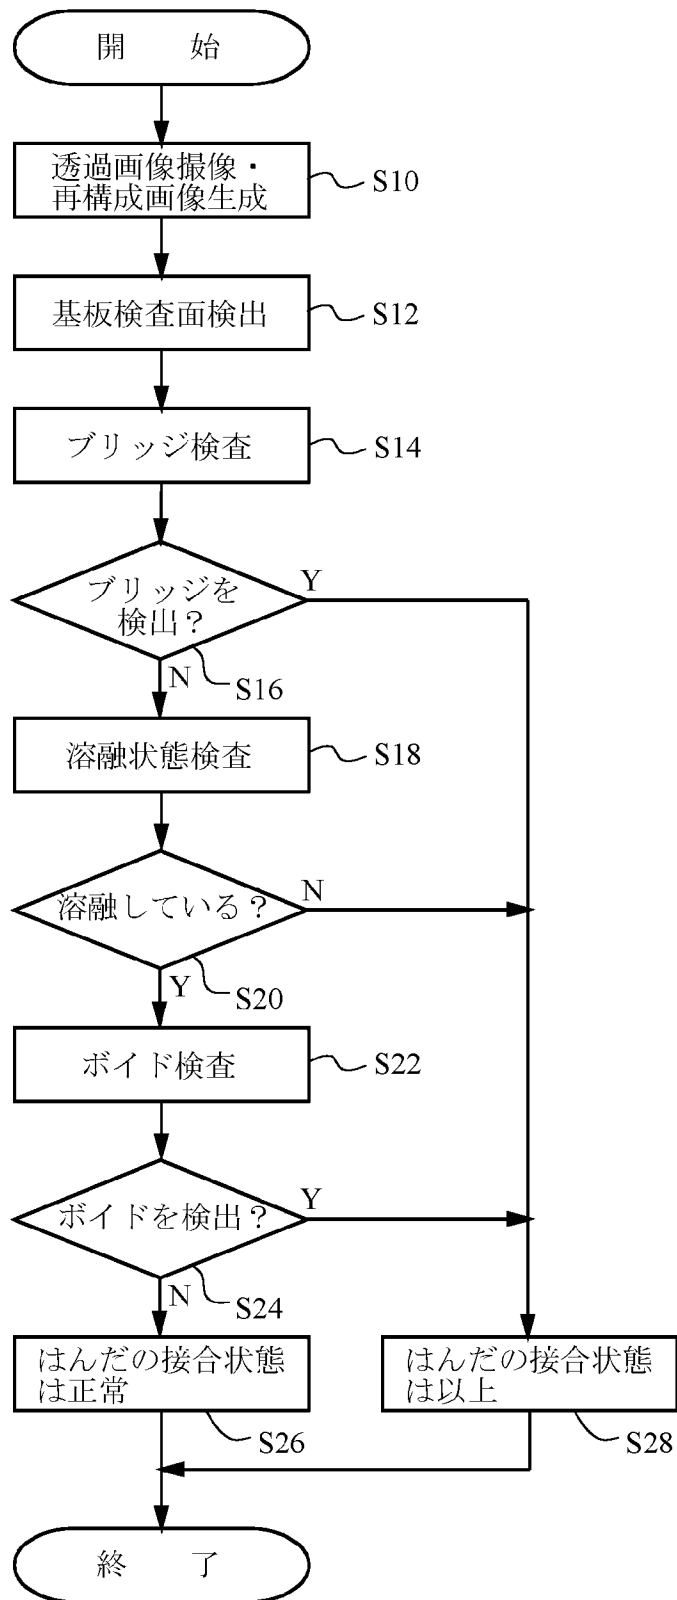 開 始
透過画像撮像・
再構成画像生成
S10
基板検査面検出
S12
ブリッジ検査
S14
ブリッジを
検出？
Y
N
S16
溶融状態検査
S18
溶融している？
N
Y
S20
ボイド検査
S22
ボイドを検出？
Y
N
S24
はんだの接合状態
は正常
S26
はんだの接合状態
は以上
S28
終 了